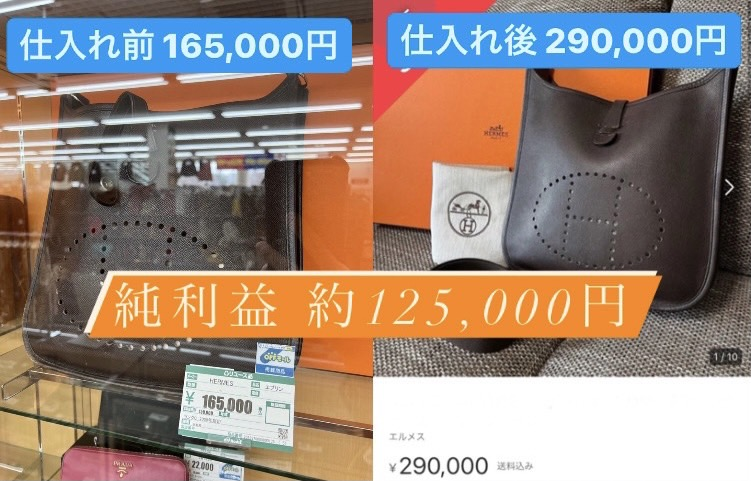 仕入れ前 165,000円
仕入れ後 290,000円
HERMES
純利益 約125,000円
HERMES
エブリン
¥165,000
22,000
PRADA
1 / 10
エルメス
¥290,000 送料込み